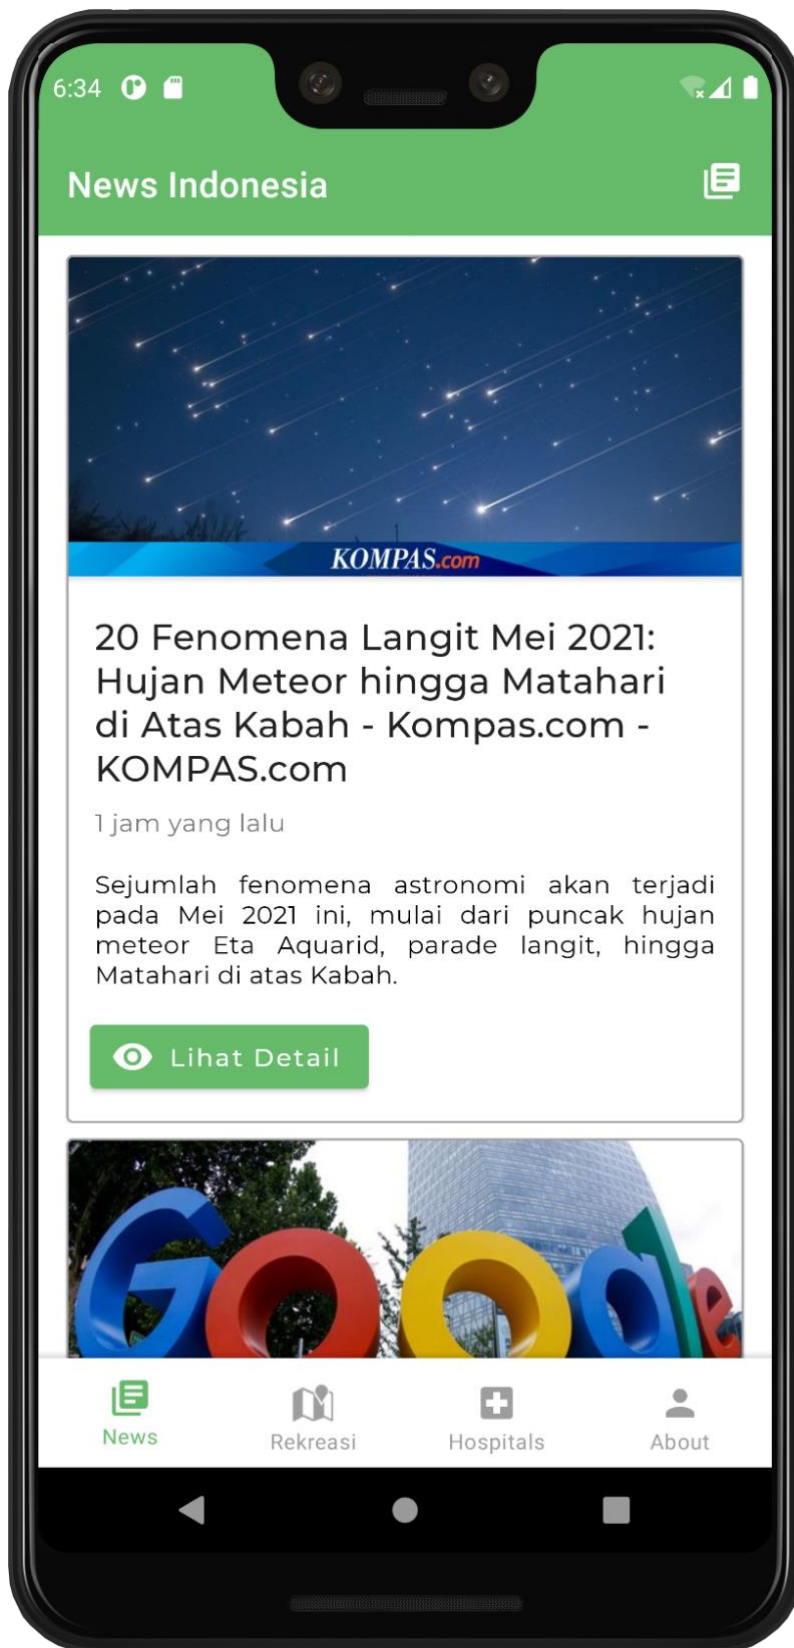 6:34
News Indonesia
KOMPAS.com
20 Fenomena Langit Mei 2021:
Hujan Meteor hingga Matahari
di Atas Kabah - Kompas.com -
KOMPAS.com
1 jam yang lalu
Sejumlah fenomena astronomi akan terjadi
pada Mei 2021 ini, mulai dari puncak hujan
meteor Eta Aquarid, parade langit, hingga
Matahari di atas Kabah.
Lihat Detail
Google
News
Rekreasi
Hospitals
About